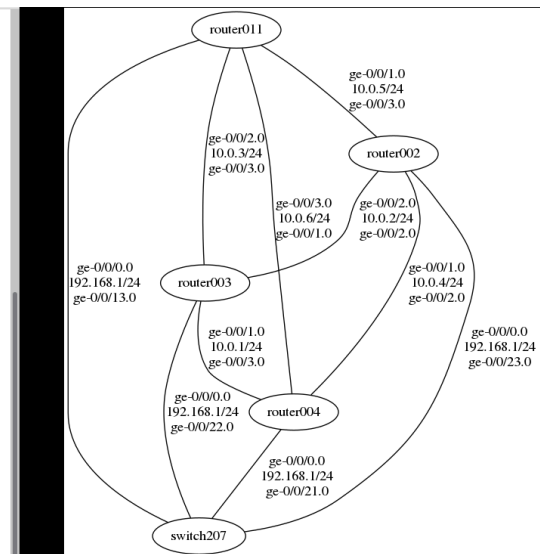 router011
ge-0/0/1.0
10.0.5/24
ge-0/0/3.0
router002
ge-0/0/2.0
10.0.3/24
ge-0/0/3.0
ge-0/0/3.0
10.0.6/24
ge-0/0/1.0
ge-0/0/2.0
10.0.2/24
ge-0/0/2.0
ge-0/0/0.0
192.168.1/24
ge-0/0/13.0
router003
ge-0/0/1.0
10.0.4/24
ge-0/0/2.0
ge-0/0/1.0
10.0.1/24
ge-0/0/3.0
ge-0/0/0.0
192.168.1/24
ge-0/0/23.0
ge-0/0/0.0
192.168.1/24
ge-0/0/22.0
router004
ge-0/0/0.0
192.168.1/24
ge-0/0/21.0
switch207